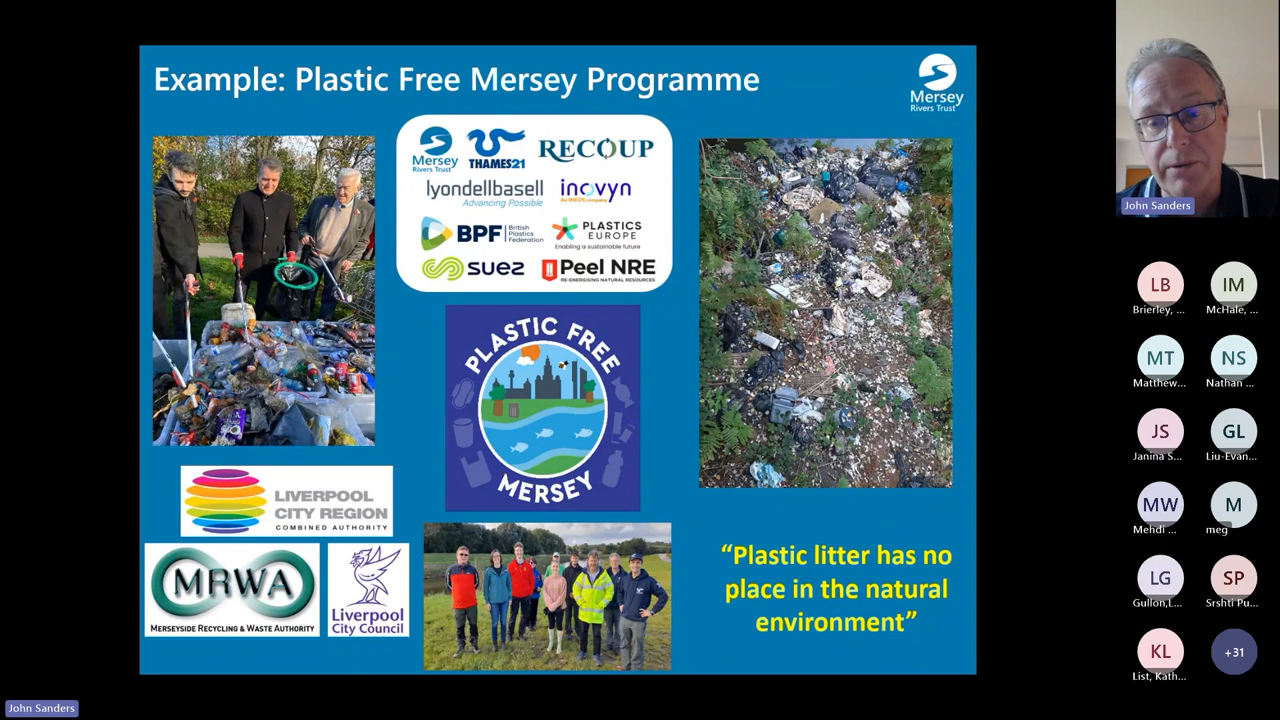 Example: Plastic Free Mersey Programme
Mersey
Rivers Trust
Mersey
Rivers Trust
THAMES21
RECOUP
lyondellbasell
Advancing Possible
inovyn
An INEOS company
BPF
British
Plastics
Federation
PLASTICS
EUROPE
Enabling a sustainable future
suez
Peel NRE
RE-ENERGISING NATURAL RESOURCES
PLASTIC FREE
MERSEY
LIVERPOOL
CITY REGION
COMBINED AUTHORITY
MRWA
MERSEYSIDE RECYCLING & WASTE AUTHORITY
Liverpool
City Council
“Plastic litter has no
place in the natural
environment”
John Sanders
LB
Brierley, ...
IM
McHale, ...
MT
Matthew...
NS
Nathan ...
JS
Janina S...
GL
Liu-Evan...
MW
Mehdi ...
M
meg
LG
Gullon,L...
SP
Srshti Pu...
KL
List, Kath...
+31
John Sanders